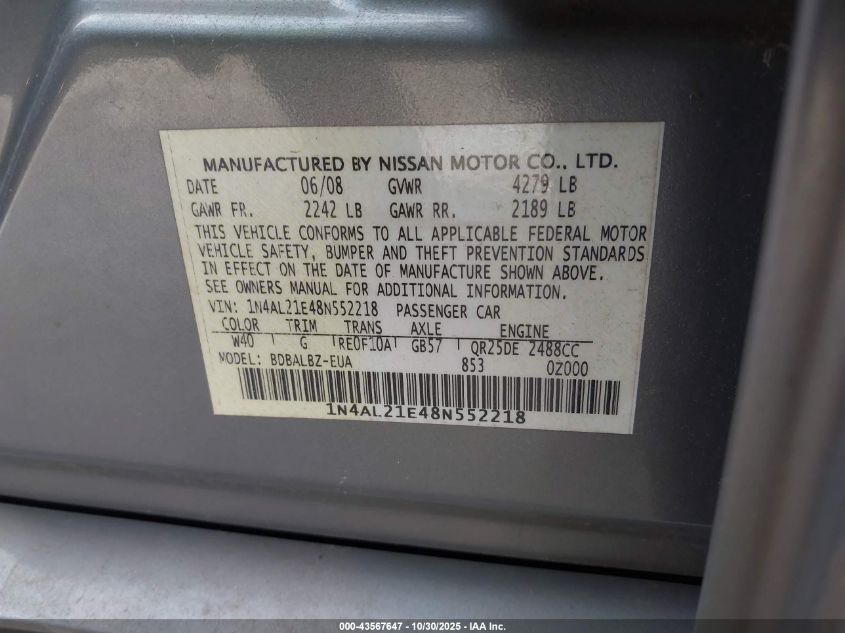 MANUFACTURED BY NISSAN MOTOR CO., LTD.
DATE 06/08 GVWR 4279 LB
GAWR FR. 2242 LB GAWR RR. 2189 LB
THIS VEHICLE CONFORMS TO ALL APPLICABLE FEDERAL MOTOR
VEHICLE SAFETY, BUMPER AND THEFT PREVENTION STANDARDS
IN EFFECT ON THE DATE OF MANUFACTURE SHOWN ABOVE.
SEE OWNERS MANUAL FOR ADDITIONAL INFORMATION.
VIN: 1N4AL21E48N552218 PASSENGER CAR
COLOR TRIM TRANS AXLE ENGINE
W40 G RE0F10A GB57 QR25DE 2488CC
MODEL: BDBALBZ-EUA 853 0Z000
1N4AL21E48N552218
000-43567647 - 10/30/2025 - IAA Inc.